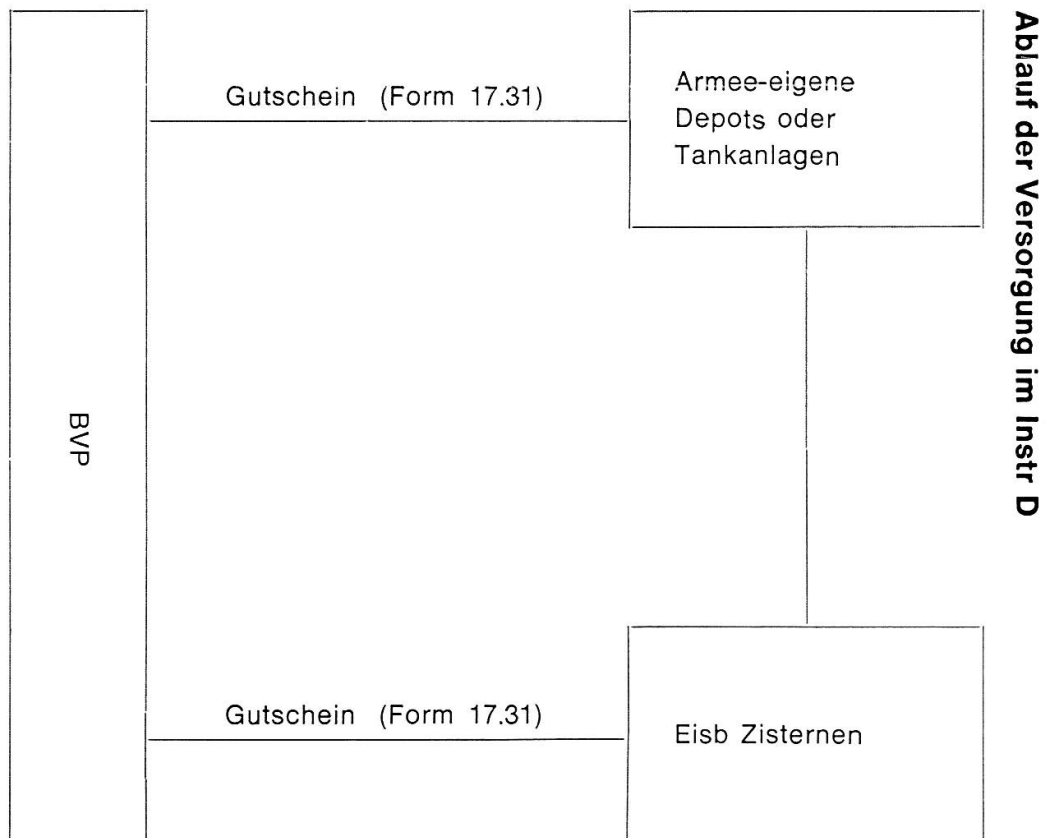 Ablauf der Versorgung im Instr D
Gutschein (Form 17.31)
Armee-eigene
Depots oder
Tankanlagen
BVP
Gutschein (Form 17.31)
Eisb Zisternen